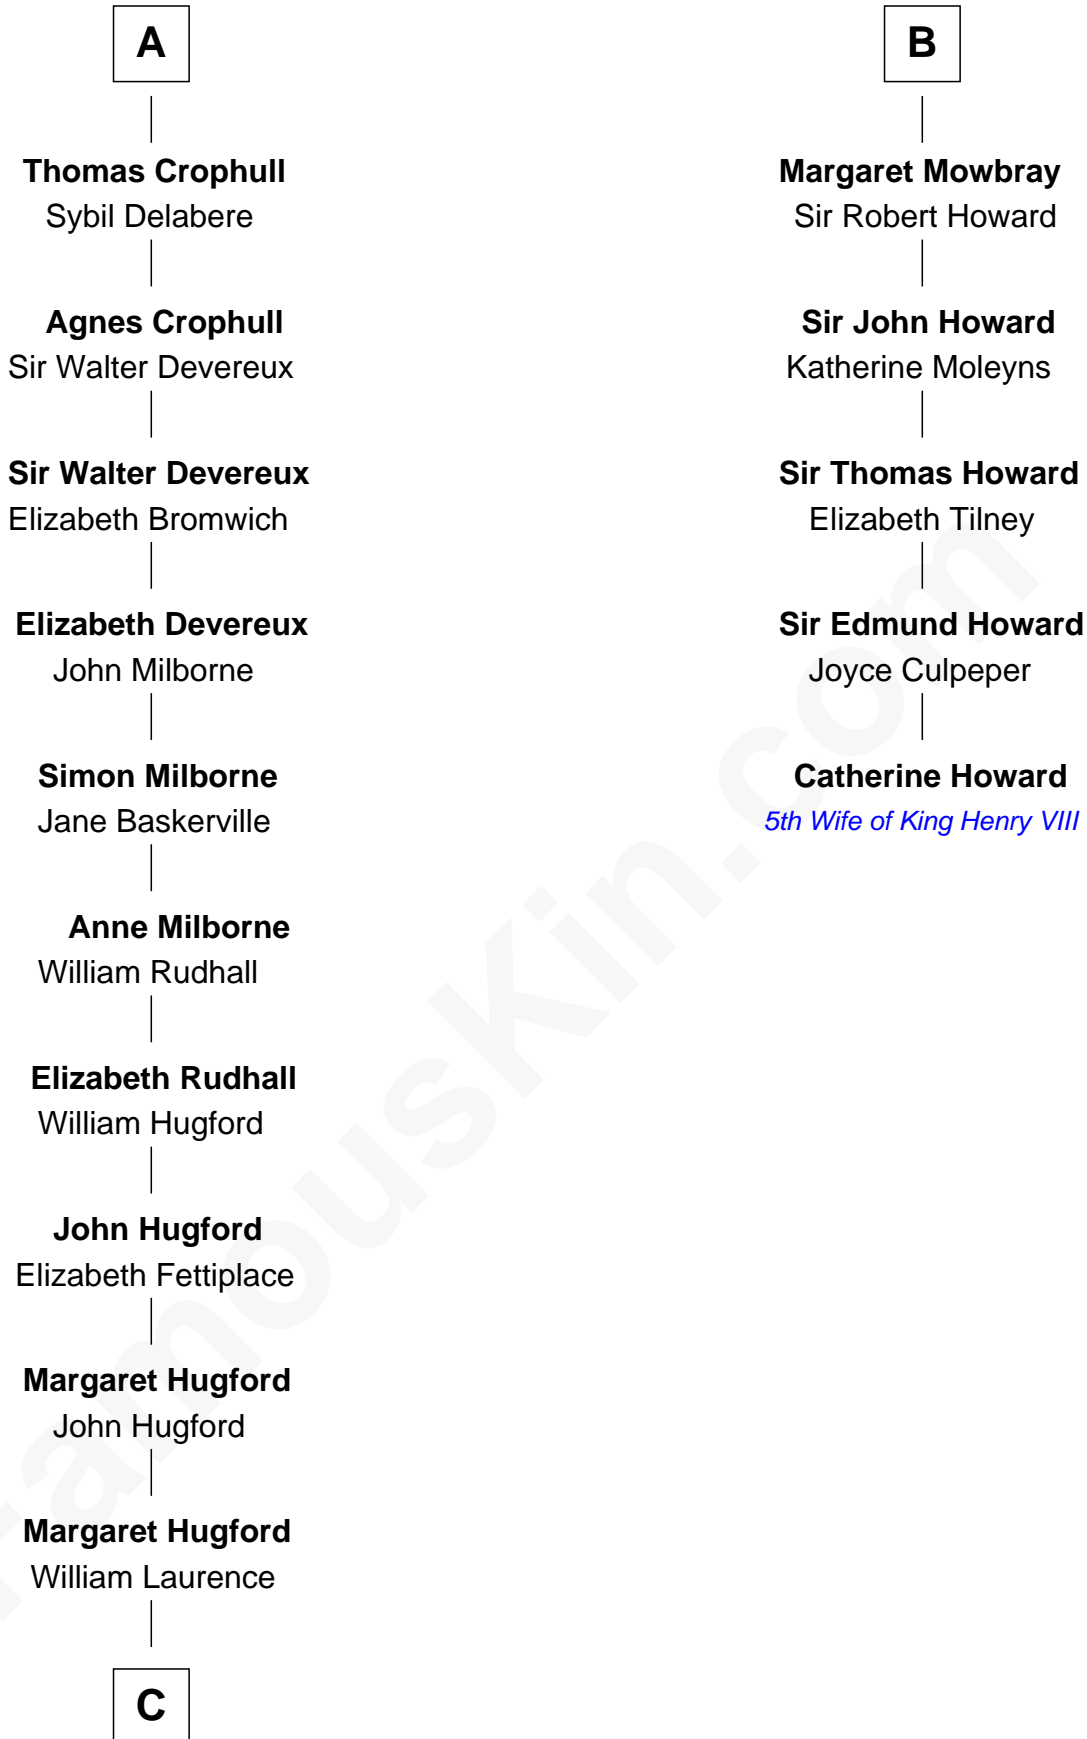 A
Thomas Crophull
Sybil Delabere
Agnes Crophull
Sir Walter Devereux
Sir Walter Devereux
Elizabeth Bromwich
Elizabeth Devereux
John Milborne
Simon Milborne
Jane Baskerville
Anne Milborne
William Rudhall
Elizabeth Rudhall
William Hugford
John Hugford
Elizabeth Fettiplace
Margaret Hugford
John Hugford
Margaret Hugford
William Laurence
C
B
Margaret Mowbray
Sir Robert Howard
Sir John Howard
Katherine Moleyns
Sir Thomas Howard
Elizabeth Tilney
Sir Edmund Howard
Joyce Culpeper
Catherine Howard
5th Wife of King Henry VIII
FamousKin.com